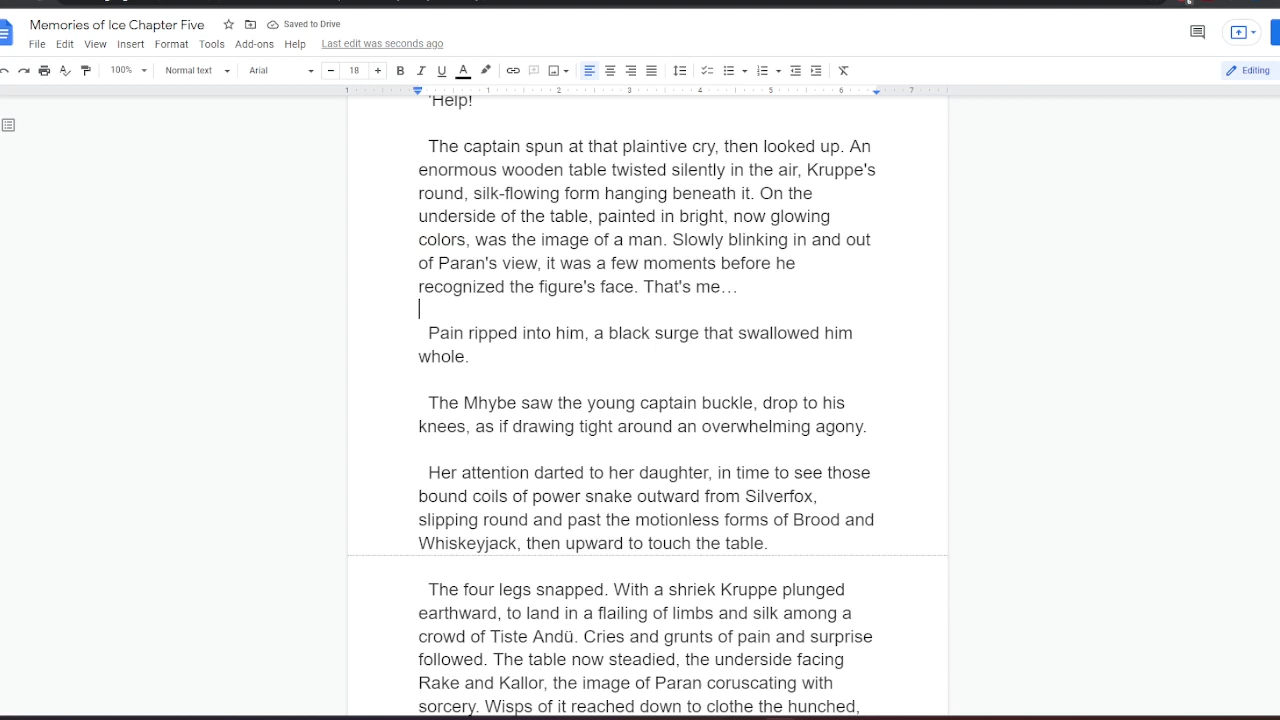 Memories of Ice Chapter Five
Saved to Drive
File Edit View Insert Format Tools Add-ons Help Last edit was seconds ago
100% Normal text Arial 18 B I U A Editing
1 1 2 3 4 5 6 7
'Help!
The captain spun at that plaintive cry, then looked up. An
enormous wooden table twisted silently in the air, Kruppe's
round, silk-flowing form hanging beneath it. On the
underside of the table, painted in bright, now glowing
colors, was the image of a man. Slowly blinking in and out
of Paran's view, it was a few moments before he
recognized the figure's face. That's me…
Pain ripped into him, a black surge that swallowed him
whole.
The Mhybe saw the young captain buckle, drop to his
knees, as if drawing tight around an overwhelming agony.
Her attention darted to her daughter, in time to see those
bound coils of power snake outward from Silverfox,
slipping round and past the motionless forms of Brood and
Whiskeyjack, then upward to touch the table.
The four legs snapped. With a shriek Kruppe plunged
earthward, to land in a flailing of limbs and silk among a
crowd of Tiste Andü. Cries and grunts of pain and surprise
followed. The table now steadied, the underside facing
Rake and Kallor, the image of Paran coruscating with
sorcery. Wisps of it reached down to clothe the hunched,